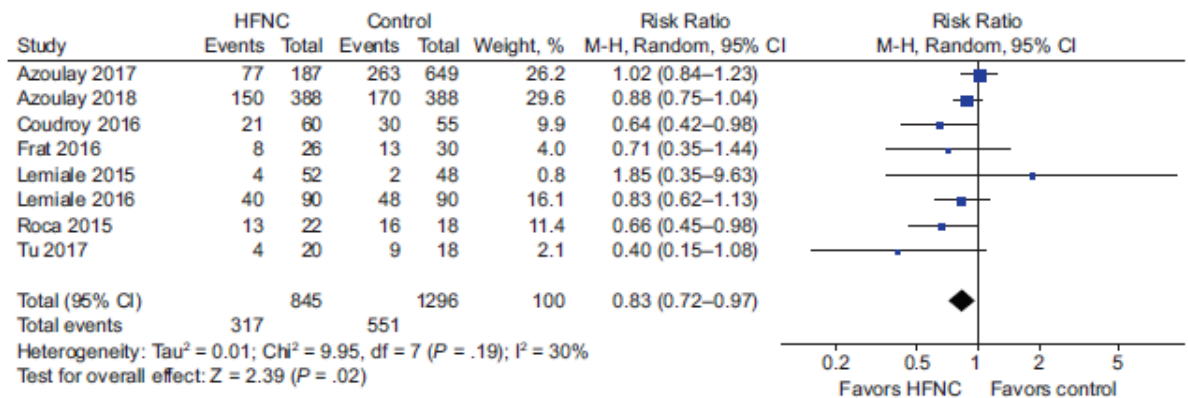 HFNC Control Risk Ratio Risk Ratio
Study Events Total Events Total Weight, % M-H, Random, 95% CI M-H, Random, 95% CI
Azoulay 2017 77 187 263 649 26.2 1.02 (0.84–1.23)
Azoulay 2018 150 388 170 388 29.6 0.88 (0.75–1.04)
Coudroy 2016 21 60 30 55 9.9 0.64 (0.42–0.98)
Frat 2016 8 26 13 30 4.0 0.71 (0.35–1.44)
Lemiale 2015 4 52 2 48 0.8 1.85 (0.35–9.63)
Lemiale 2016 40 90 48 90 16.1 0.83 (0.62–1.13)
Roca 2015 13 22 16 18 11.4 0.66 (0.45–0.98)
Tu 2017 4 20 9 18 2.1 0.40 (0.15–1.08)
Total (95% CI) 845 1296 100 0.83 (0.72–0.97)
Total events 317 551
Heterogeneity: Tau² = 0.01; Chi² = 9.95, df = 7 (P = .19); I² = 30%
Test for overall effect: Z = 2.39 (P = .02)
0.2 0.5 1 2 5
Favors HFNC Favors control